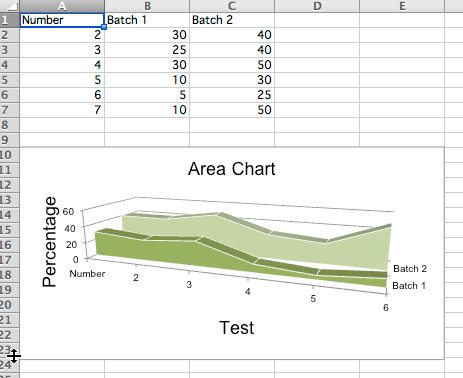 A B C D E
1 Number Batch 1 Batch 2
2 2 30 40
3 3 25 40
4 4 30 50
5 5 10 30
6 6 5 25
7 7 10 50
8
9
10
11 Area Chart
12
13
14 60
15 40
16 20
17 0
18
19
20
21
22
23
24
Percentage
Number 2 3 4 5 6
Batch 2
Batch 1
Test